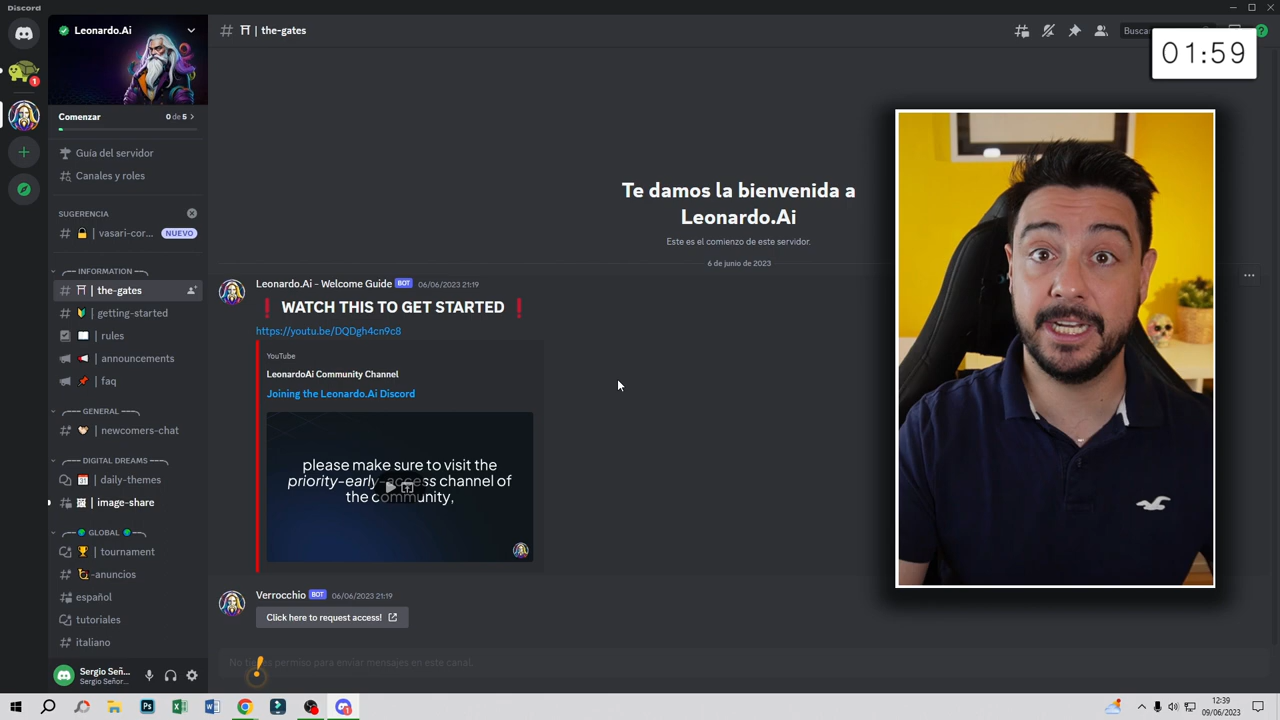 Discord
Leonardo.Ai
Comenzar
0 de 5
Guía del servidor
Canales y roles
SUGERENCIA
vasari-cor...
NUEVO
INFORMATION
the-gates
getting-started
rules
announcements
faq
GENERAL
newcomers-chat
DIGITAL DREAMS
daily-themes
image-share
GLOBAL
tournament
-anuncios
español
tutoriales
italiano
Sergio Señ...
Sergio Señor...
the-gates
Buscar
01:59
Te damos la bienvenida a
Leonardo.Ai
Este es el comienzo de este servidor.
6 de junio de 2023
Leonardo.Ai - Welcome Guide BOT 06/06/2023 21:19
❗ WATCH THIS TO GET STARTED ❗
https://youtu.be/DQDgh4cn9c8
YouTube
LeonardoAi Community Channel
Joining the Leonardo.Ai Discord
please make sure to visit the
priority-early-access channel of
the community,
Verrocchio BOT 06/06/2023 21:19
Click here to request access!
No tienes permiso para enviar mensajes en este canal.
12:39
09/06/2023